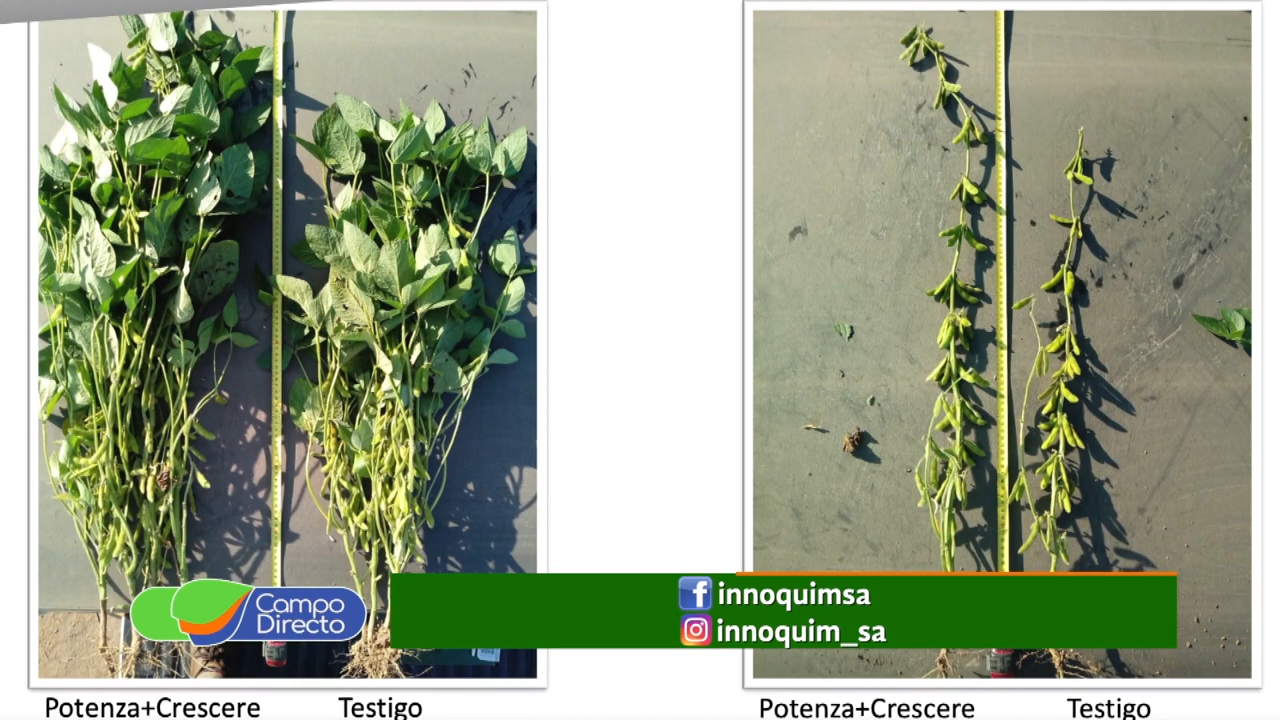 Campo
Directo
innoquimsa
innoquim_sa
Potenza+Crescere
Testigo
Potenza+Crescere
Testigo